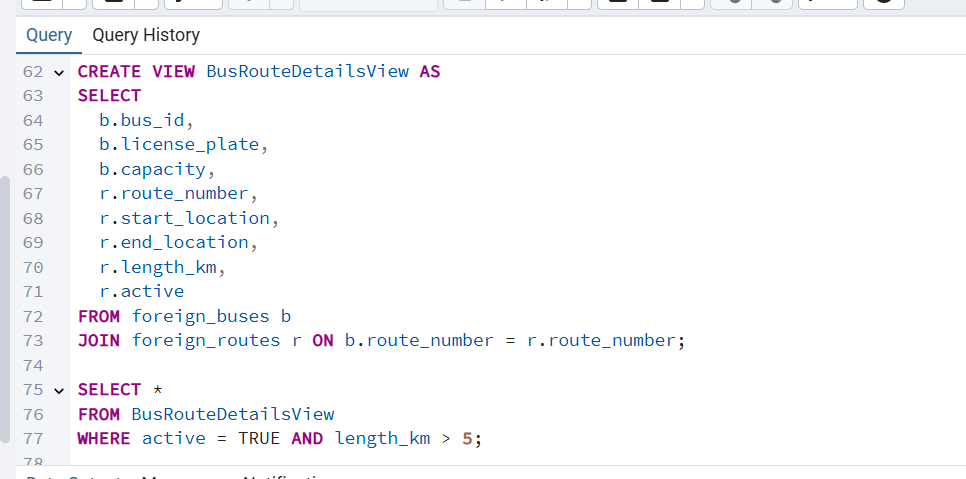 Query Query History
62 CREATE VIEW BusRouteDetailsView AS
63 SELECT
64 b.bus_id,
65 b.license_plate,
66 b.capacity,
67 r.route_number,
68 r.start_location,
69 r.end_location,
70 r.length_km,
71 r.active
72 FROM foreign_buses b
73 JOIN foreign_routes r ON b.route_number = r.route_number;
74
75 SELECT *
76 FROM BusRouteDetailsView
77 WHERE active = TRUE AND length_km > 5;
78